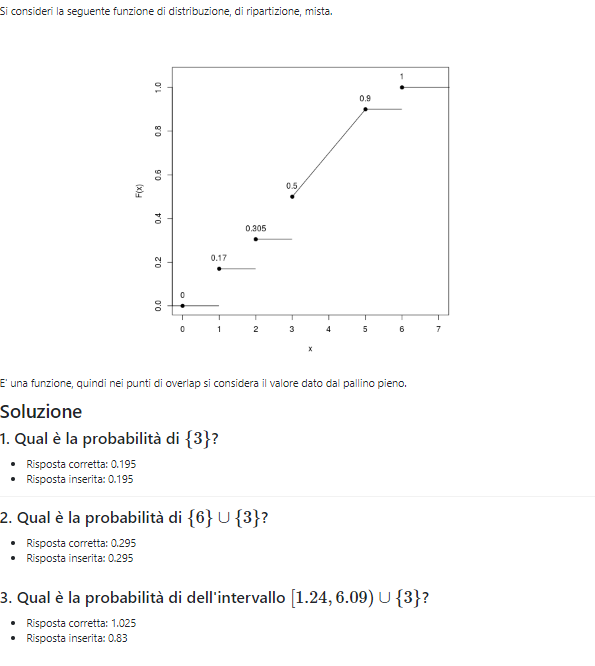 Si consideri la seguente funzione di distribuzione, di ripartizione, mista.
1
0.9
0.5
0.305
0.17
0
F(x)
0.0 0.2 0.4 0.6 0.8 1.0
0 1 2 3 4 5 6 7
x
E' una funzione, quindi nei punti di overlap si considera il valore dato dal pallino pieno.
Soluzione
1. Qual è la probabilità di {3}?
• Risposta corretta: 0.195
• Risposta inserita: 0.195
2. Qual è la probabilità di {6} ∪ {3}?
• Risposta corretta: 0.295
• Risposta inserita: 0.295
3. Qual è la probabilità di dell'intervallo [1.24, 6.09) ∪ {3}?
• Risposta corretta: 1.025
• Risposta inserita: 0.83